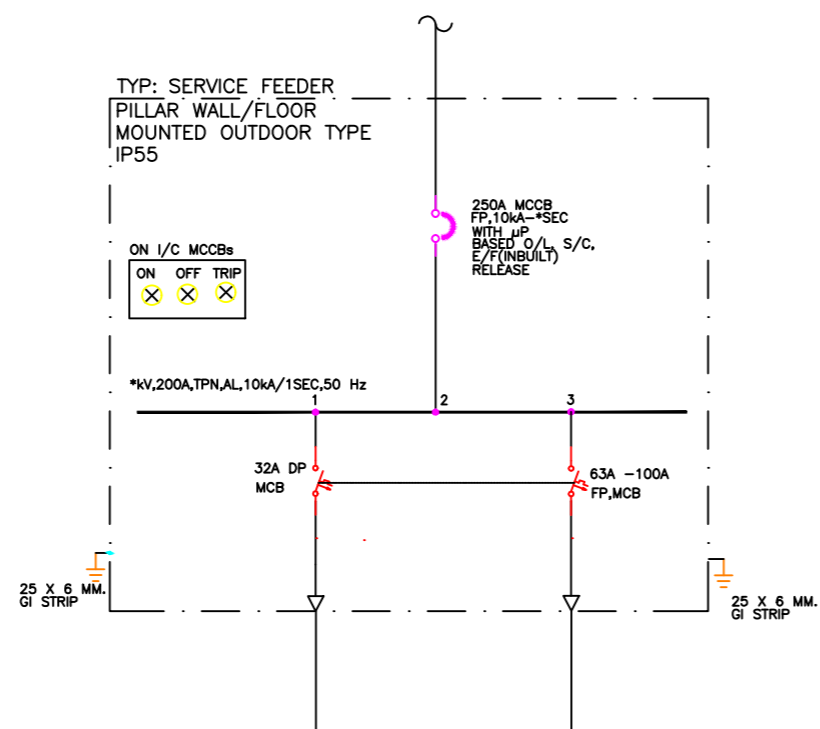 TYP: SERVICE FEEDER
PILLAR WALL/FLOOR
MOUNTED OUTDOOR TYPE
IP55
250A MCCB
FP,10kA-*SEC
WITH µP
BASED O/L, S/C,
E/F(INBUILT)
RELEASE
ON I/C MCCBs
ON OFF TRIP
*kV,200A,TPN,AL,10kA/1SEC,50 Hz
1 2 3
32A DP
MCB
63A -100A
FP,MCB
25 X 6 MM.
GI STRIP
25 X 6 MM.
GI STRIP